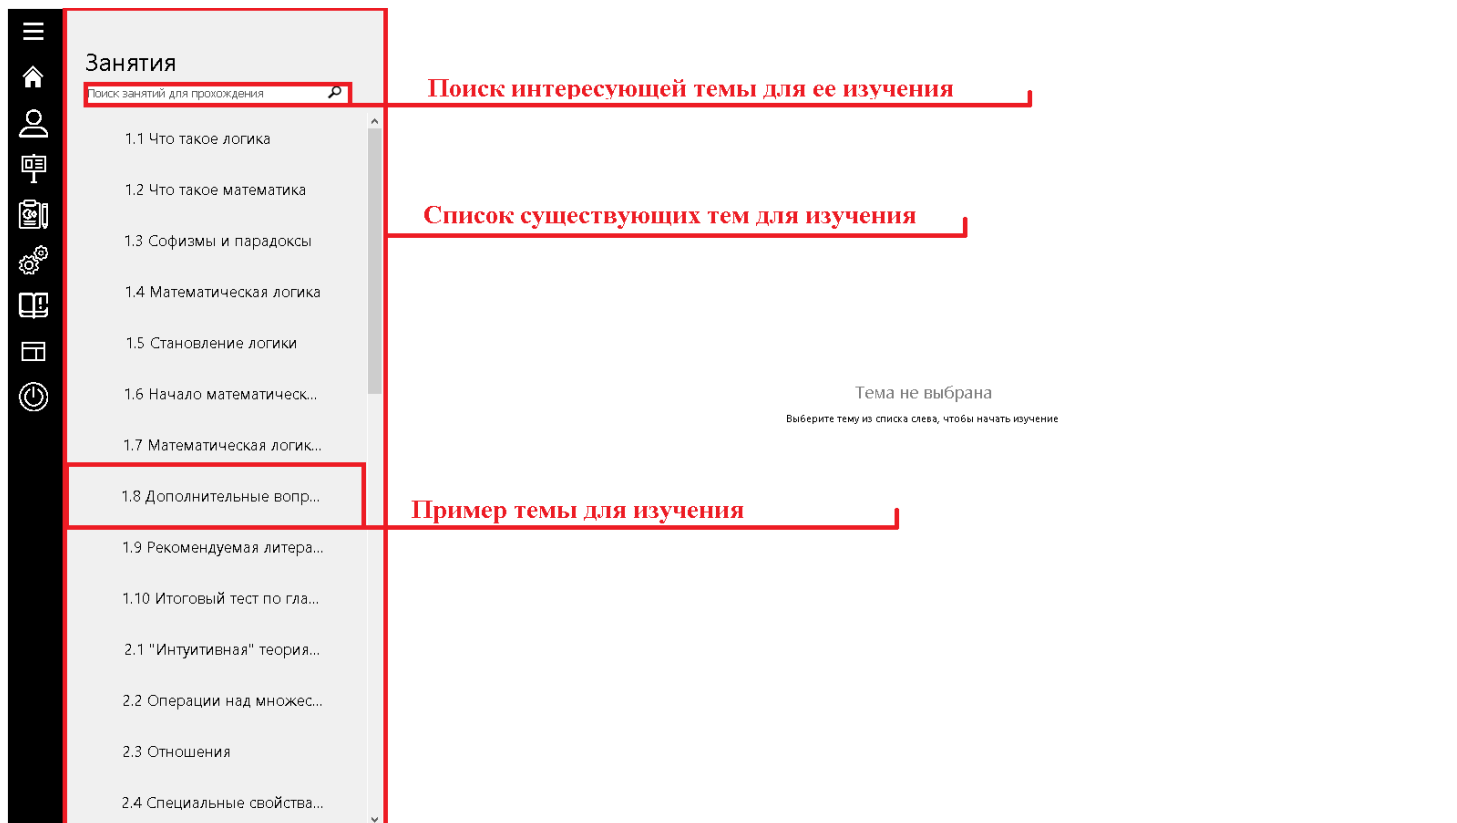 Занятия
Поиск занятий для прохождения
Поиск интересующей темы для ее изучения
1.1 Что такое логика
1.2 Что такое математика
Список существующих тем для изучения
1.3 Софизмы и парадоксы
1.4 Математическая логика
1.5 Становление логики
1.6 Начало математическ...
Тема не выбрана
Выберите тему из списка слева, чтобы начать изучение
1.7 Математическая логик...
1.8 Дополнительные вопр...
Пример темы для изучения
1.9 Рекомендуемая литера...
1.10 Итоговый тест по гла...
2.1 "Интуитивная" теория...
2.2 Операции над множес...
2.3 Отношения
2.4 Специальные свойства...